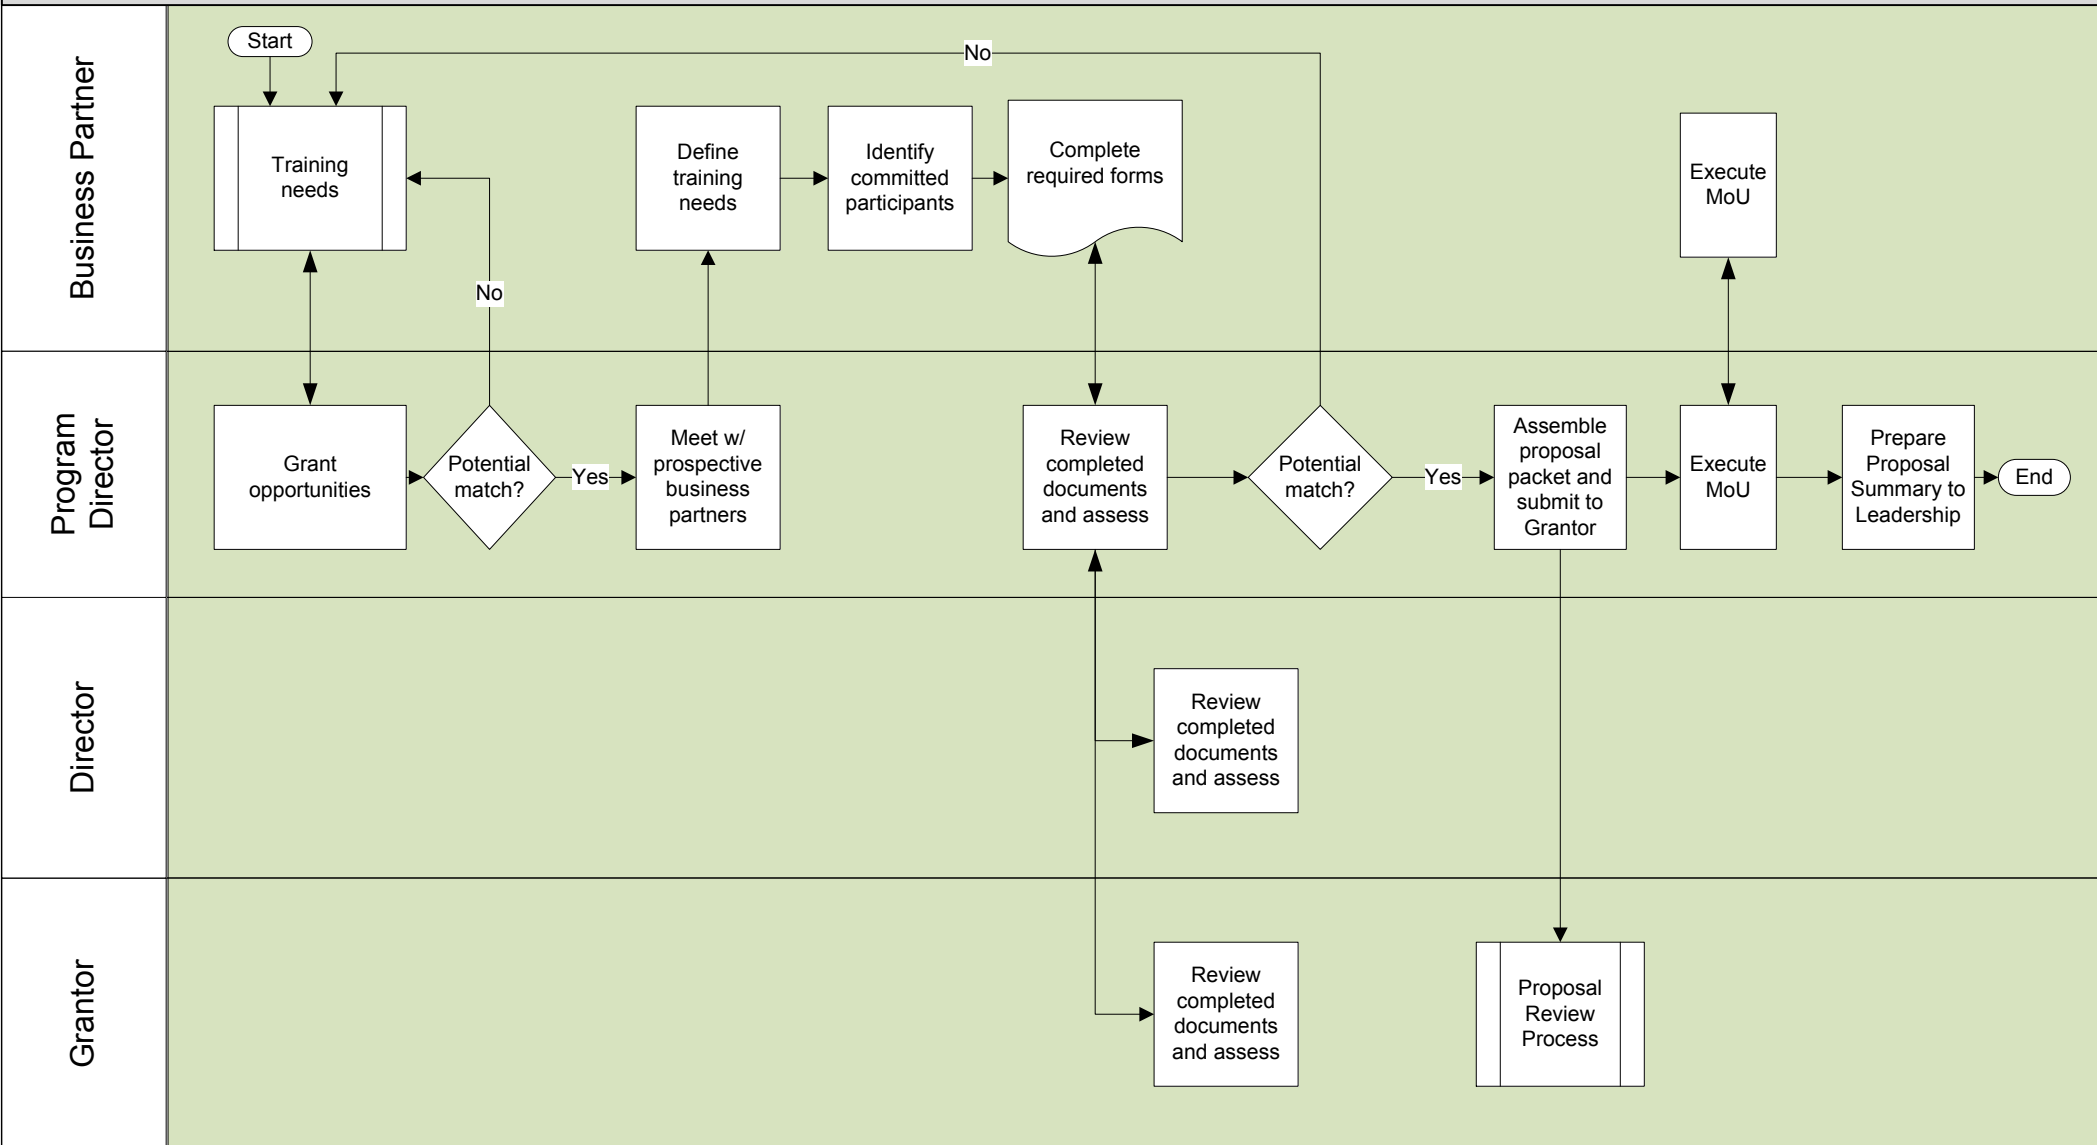 Business Partner
Start
No
Training
needs
Define
training
needs
Identify
committed
participants
Complete
required forms
Execute
MoU
No
Program
Director
Grant
opportunities
Potential
match?
Yes
Meet w/
prospective
business
partners
Review
completed
documents
and assess
Potential
match?
Yes
Assemble
proposal
packet and
submit to
Grantor
Execute
MoU
Prepare
Proposal
Summary to
Leadership
End
Director
Review
completed
documents
and assess
Grantor
Review
completed
documents
and assess
Proposal
Review
Process